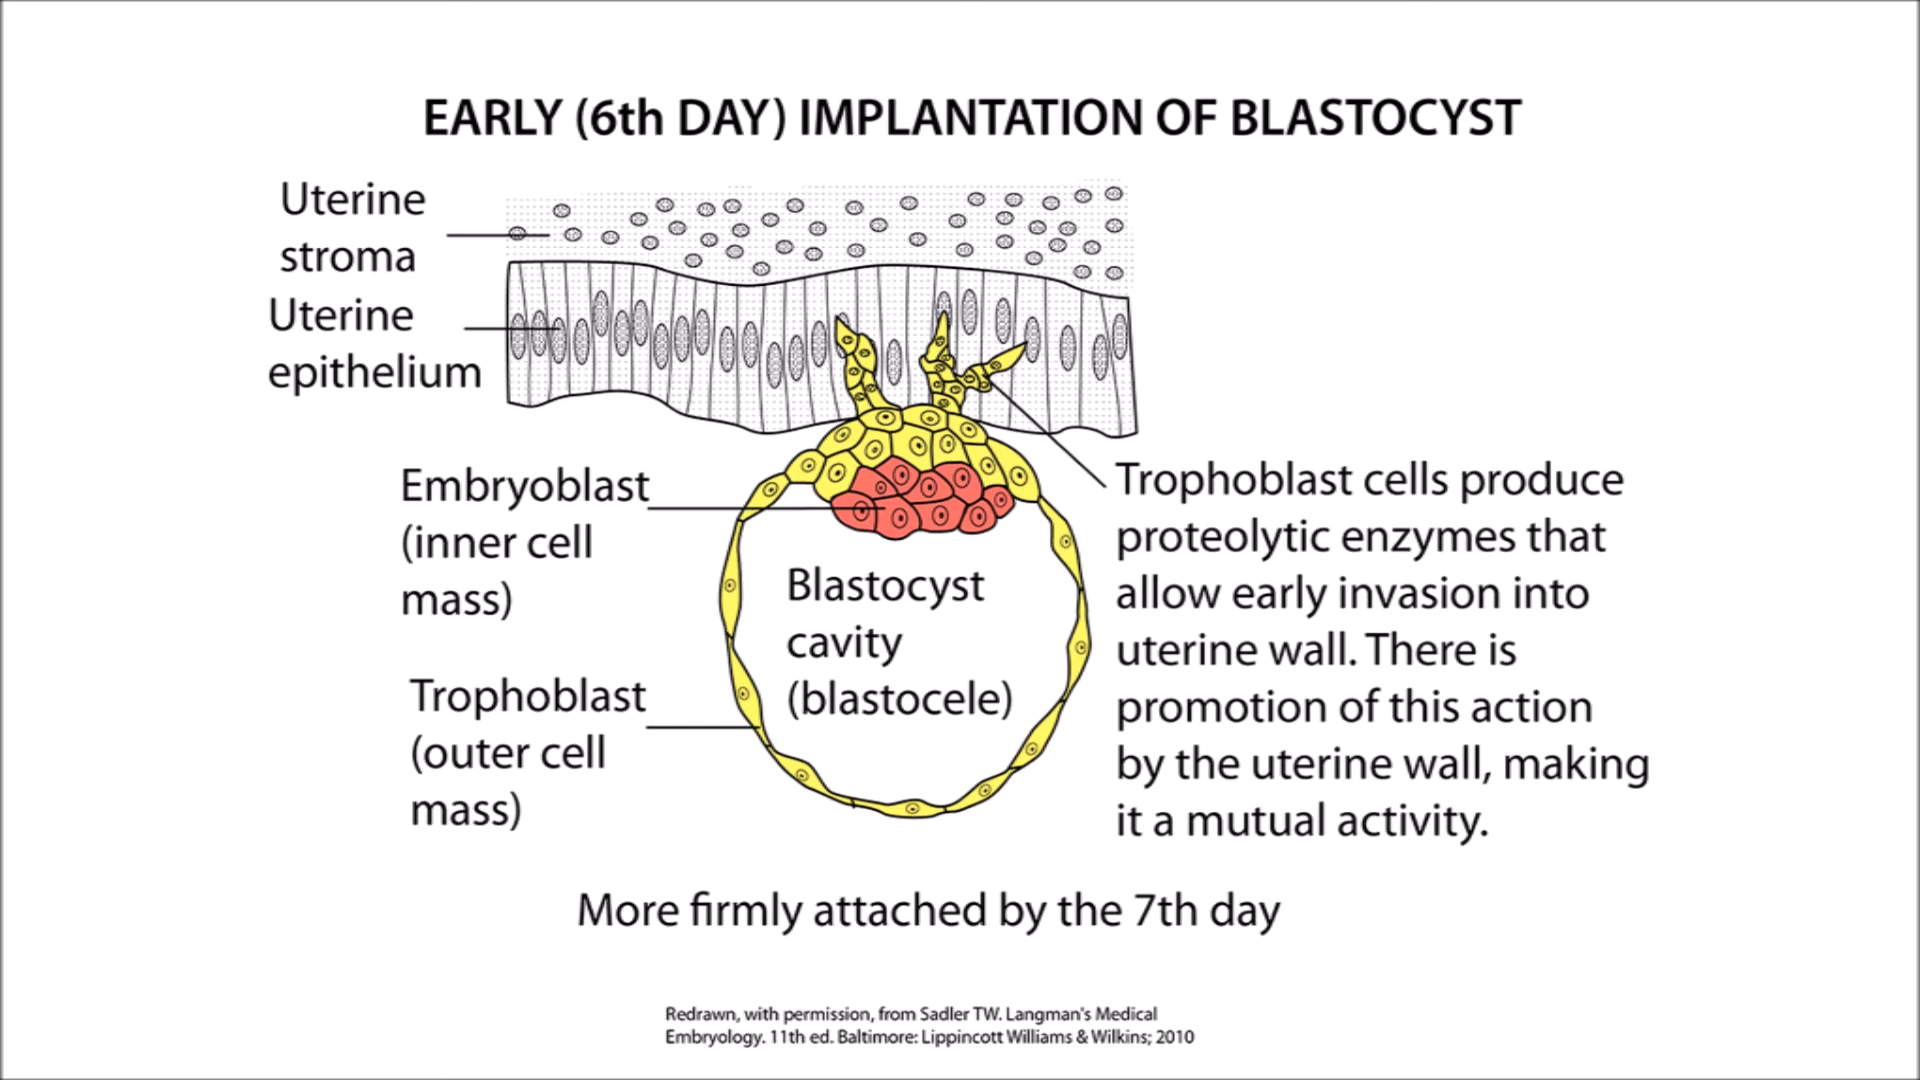 EARLY (6th DAY) IMPLANTATION OF BLASTOCYST
Uterine
stroma
Uterine
epithelium
Embryoblast
(inner cell
mass)
Trophoblast
(outer cell
mass)
Blastocyst
cavity
(blastocele)
Trophoblast cells produce
proteolytic enzymes that
allow early invasion into
uterine wall. There is
promotion of this action
by the uterine wall, making
it a mutual activity.
More firmly attached by the 7th day
Redrawn, with permission, from Sadler TW. Langman's Medical
Embryology. 11th ed. Baltimore: Lippincott Williams & Wilkins; 2010